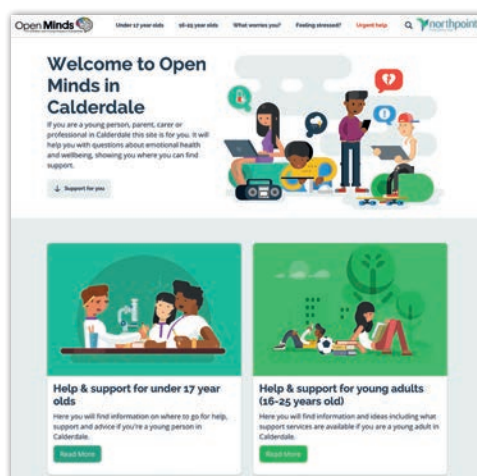 Open Minds
Under 17 year olds
16-25 year olds
What worries you?
Feeling stressed?
Urgent help
northpoint
Welcome to Open
Minds in
Calderdale
If you are a young person, parent, carer or
professional in Calderdale this site is for you. It will
help you with questions about emotional health
and wellbeing, showing you where you can find
support.
Support for you
Help & support for under 17 year
olds
Here you will find information on where to go for help,
support and advice if you're a young person in
Calderdale.
Read More
Help & support for young adults
(16-25 years old)
Here you will find information and ideas including what
support services are available if you are a young adult in
Calderdale.
Read More